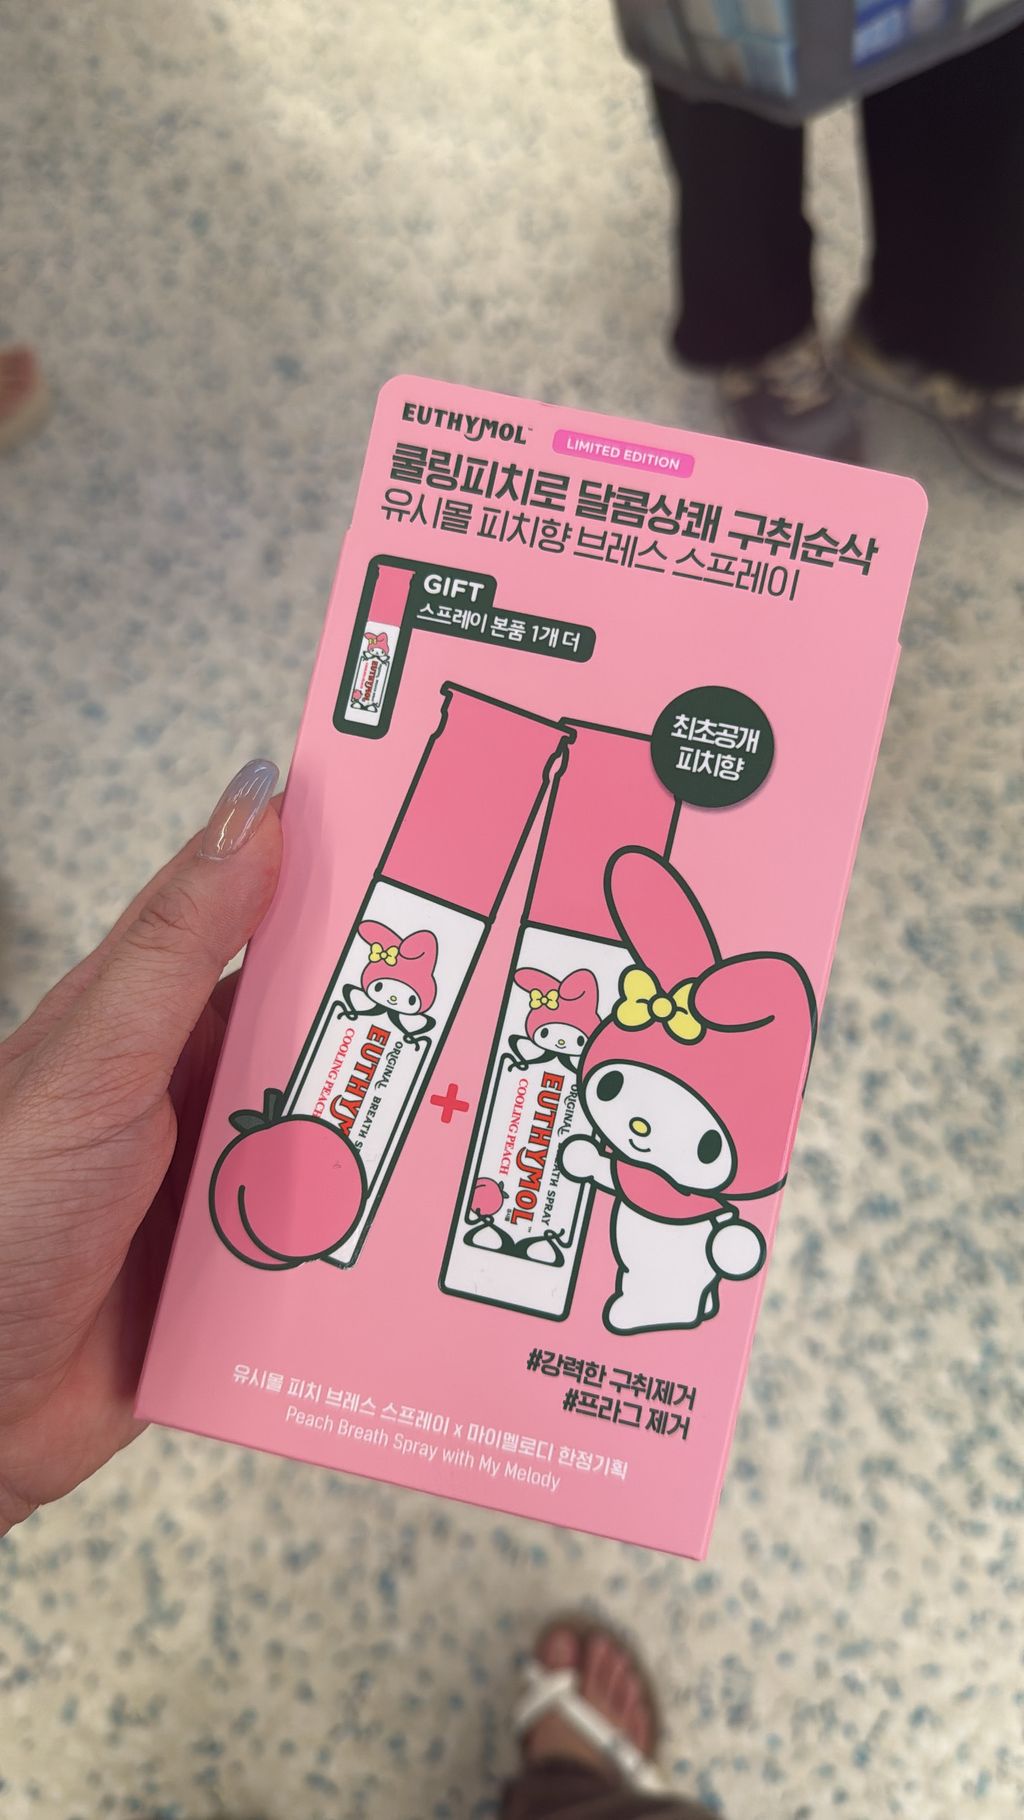 EUTHYMOL™
LIMITED EDITION
쿨링피치로 달콤상쾌 구취순삭
유시몰 피치향 브레스 스프레이
GIFT
스프레이 본품 1개 더
EUTHYMOL
최초공개
피치향
ORIGINAL BREATH S
EUTHYM
COOLING PEACH
+
ORIGINAL ATH SPRAY
EUTHYMOL™
COOLING PEACH
#강력한 구취제거
#프라그 제거
유시몰 피치 브레스 스프레이 x 마이멜로디 한정기획
Peach Breath Spray with My Melody